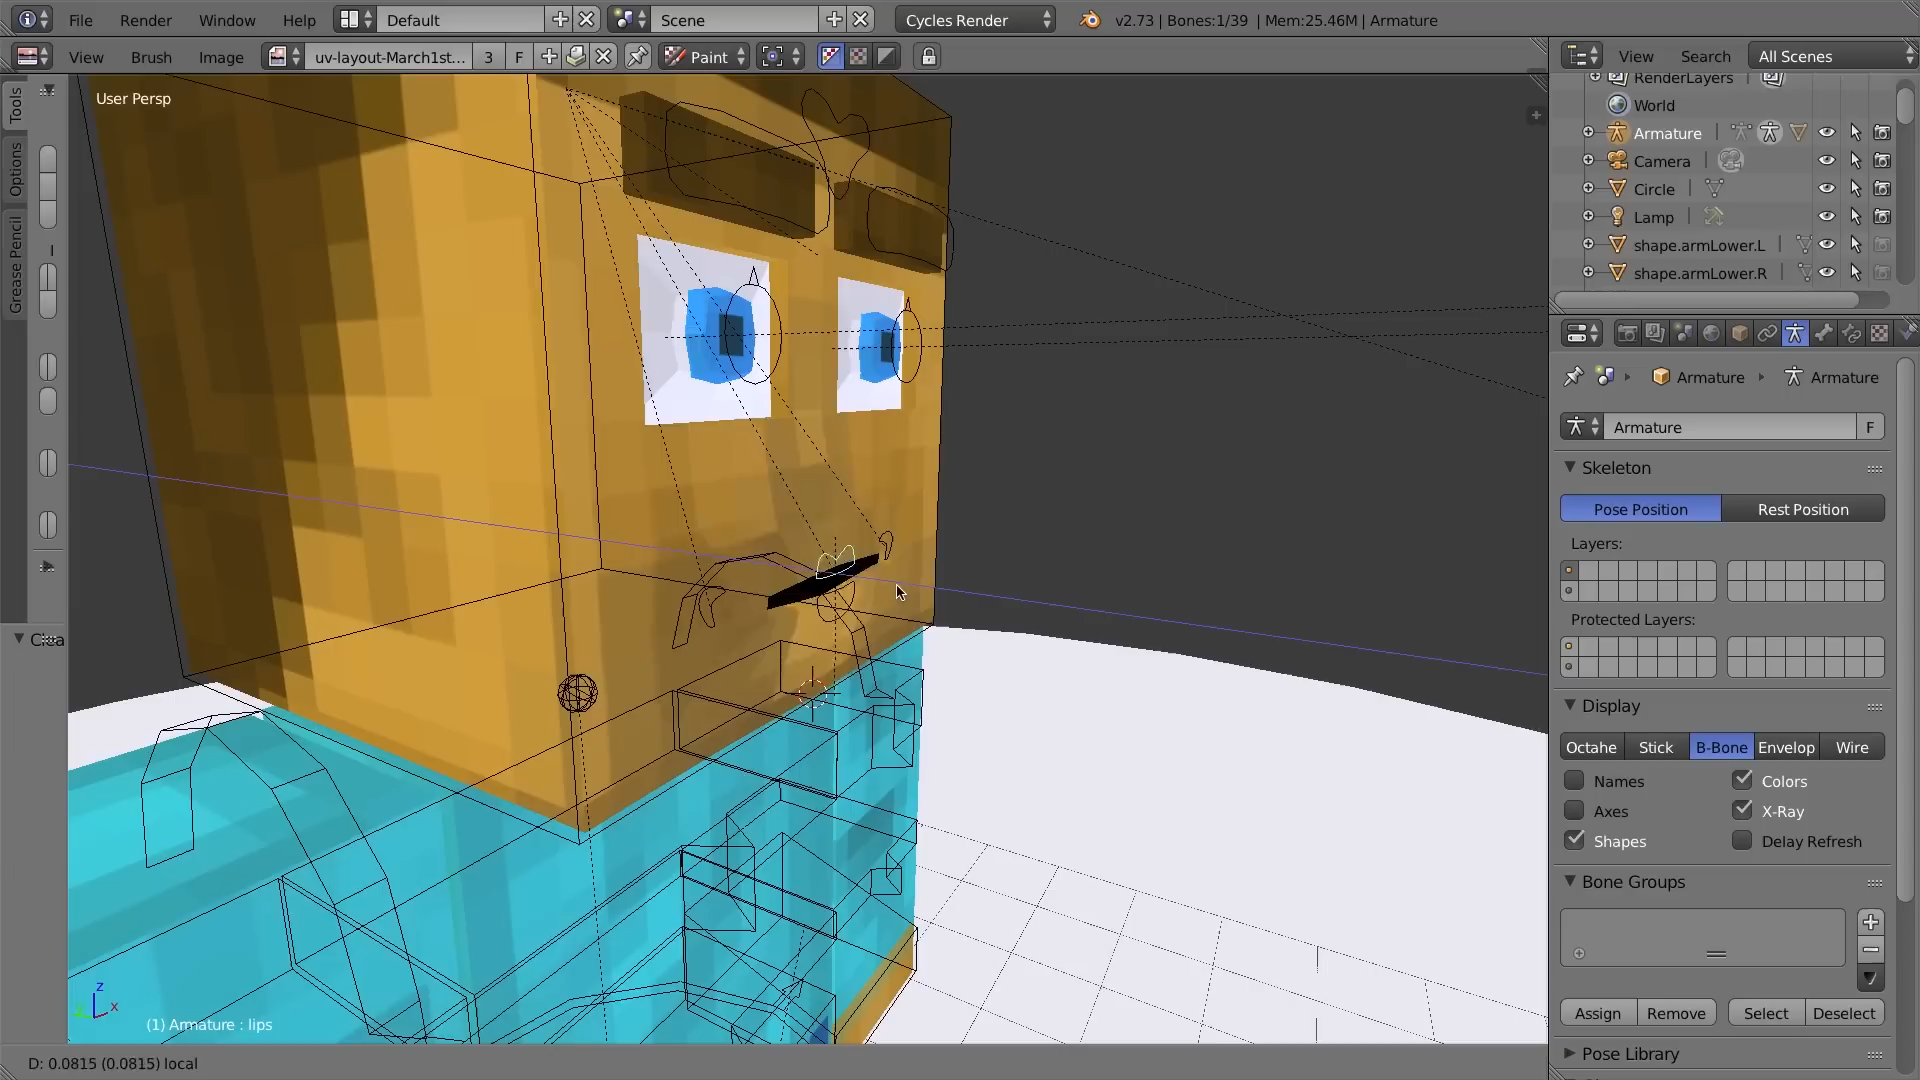 File Render Window Help Default Scene Cycles Render v2.73 | Bones:1/39 | Mem:25.46M | Armature
View Brush Image uv-layout-March1st... 3 F Paint View Search All Scenes
User Persp
Tools
Options
Grease Pencil
RenderLayers
World
Armature
Camera
Circle
Lamp
shape.armLower.L
shape.armLower.R
Armature Armature
Armature F
Skeleton
Pose Position Rest Position
Layers:
Protected Layers:
Display
Octahe Stick B-Bone Envelop Wire
Names Colors
Axes X-Ray
Shapes Delay Refresh
Bone Groups
Assign Remove Select Deselect
Pose Library
z
x
(1) Armature : lips
D: 0.0815 (0.0815) local